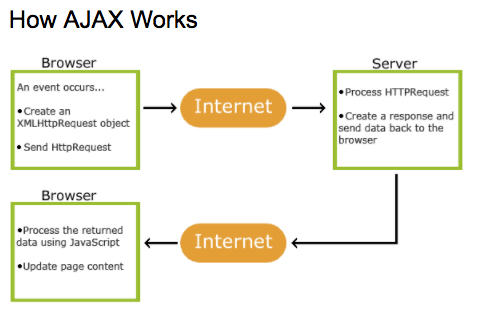 How AJAX Works
Browser
An event occurs...
•Create an
XMLHttpRequest object
•Send HttpRequest
Internet
Server
•Process HTTPRequest
•Create a response and
send data back to the
browser
Browser
•Process the returned
data using JavaScript
•Update page content
Internet